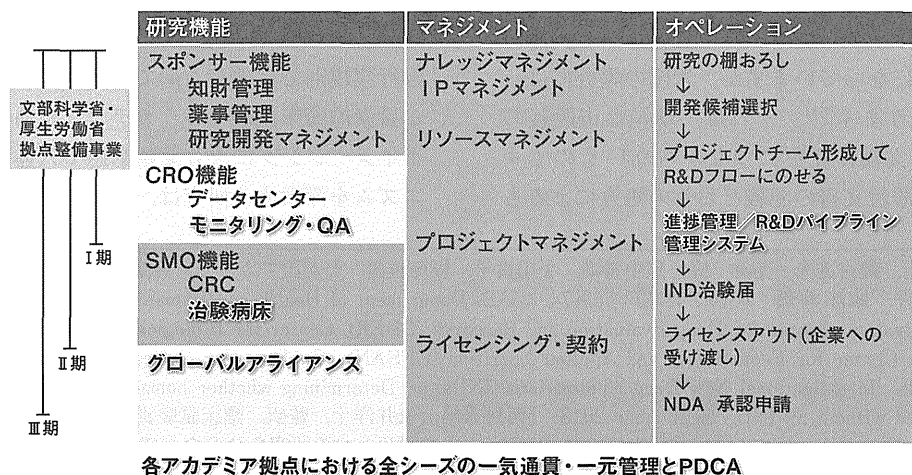 研究機能
マネジメント
オペレーション
文部科学省・
厚生労働省
拠点整備事業
Ⅰ期
Ⅱ期
Ⅲ期
スポンサー機能
知財管理
薬事管理
研究開発マネジメント
CRO機能
データセンター
モニタリング・QA
SMO機能
CRC
治験病床
グローバルアライアンス
ナレッジマネジメント
IPマネジメント
リソースマネジメント
プロジェクトマネジメント
ライセンシング・契約
研究の棚おろし
↓
開発候補選択
↓
プロジェクトチーム形成して
R&Dフローにのせる
↓
進捗管理／R&Dパイプライン
管理システム
↓
IND治験届
↓
ライセンスアウト(企業への
受け渡し)
↓
NDA 承認申請
各アカデミア拠点における全シーズの一気通貫・一元管理とPDCA